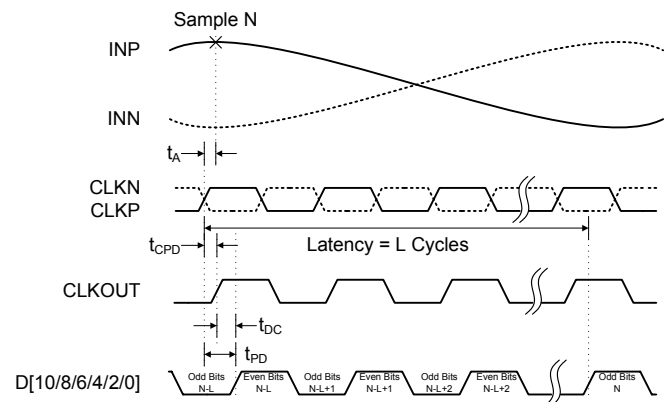 Sample N
INP
INN
tA
CLKN
CLKP
tCPD
Latency = L Cycles
CLKOUT
tDC
tPD
D[10/8/6/4/2/0]
Odd Bits
N-L
Even Bits
N-L
Odd Bits
N-L+1
Even Bits
N-L+1
Odd Bits
N-L+2
Even Bits
N-L+2
Odd Bits
N